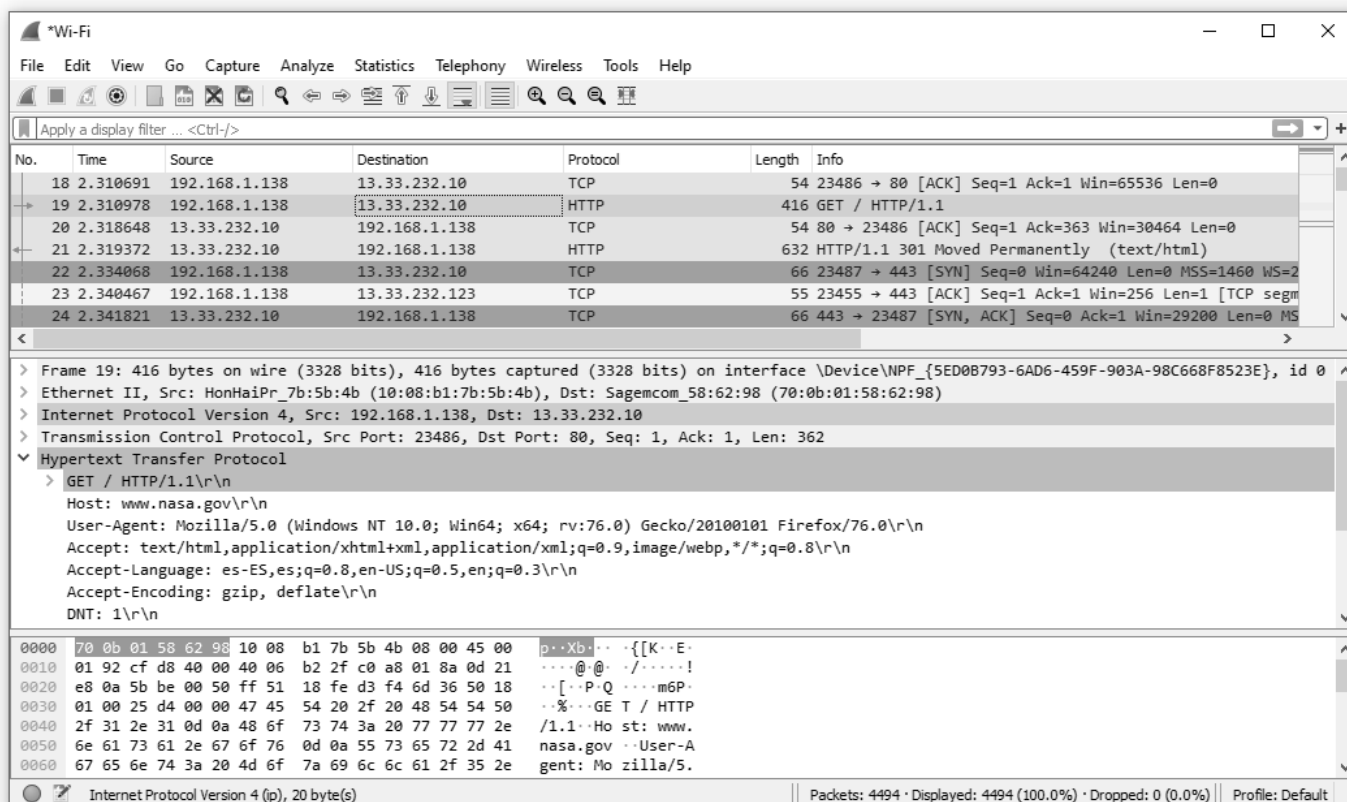 *Wi-Fi
File Edit View Go Capture Analyze Statistics Telephony Wireless Tools Help
Apply a display filter ... <Ctrl-/>
No. Time Source Destination Protocol Length Info
18 2.310691 192.168.1.138 13.33.232.10 TCP 54 23486 → 80 [ACK] Seq=1 Ack=1 Win=65536 Len=0
19 2.310978 192.168.1.138 13.33.232.10 HTTP 416 GET / HTTP/1.1
20 2.318648 13.33.232.10 192.168.1.138 TCP 54 80 → 23486 [ACK] Seq=1 Ack=363 Win=30464 Len=0
21 2.319372 13.33.232.10 192.168.1.138 HTTP 632 HTTP/1.1 301 Moved Permanently (text/html)
22 2.334068 192.168.1.138 13.33.232.10 TCP 66 23487 → 443 [SYN] Seq=0 Win=64240 Len=0 MSS=1460 WS=2
23 2.340467 192.168.1.138 13.33.232.123 TCP 55 23455 → 443 [ACK] Seq=1 Ack=1 Win=256 Len=1 [TCP segm
24 2.341821 13.33.232.10 192.168.1.138 TCP 66 443 → 23487 [SYN, ACK] Seq=0 Ack=1 Win=29200 Len=0 MS
Frame 19: 416 bytes on wire (3328 bits), 416 bytes captured (3328 bits) on interface \Device\NPF_{5ED0B793-6AD6-459F-903A-98C668F8523E}, id 0
Ethernet II, Src: HonHaiPr_7b:5b:4b (10:08:b1:7b:5b:4b), Dst: Sagemcom_58:62:98 (70:0b:01:58:62:98)
Internet Protocol Version 4, Src: 192.168.1.138, Dst: 13.33.232.10
Transmission Control Protocol, Src Port: 23486, Dst Port: 80, Seq: 1, Ack: 1, Len: 362
Hypertext Transfer Protocol
GET / HTTP/1.1\r\n
Host: www.nasa.gov\r\n
User-Agent: Mozilla/5.0 (Windows NT 10.0; Win64; x64; rv:76.0) Gecko/20100101 Firefox/76.0\r\n
Accept: text/html,application/xhtml+xml,application/xml;q=0.9,image/webp,*/*;q=0.8\r\n
Accept-Language: es-ES,es;q=0.8,en-US;q=0.5,en;q=0.3\r\n
Accept-Encoding: gzip, deflate\r\n
DNT: 1\r\n
0000 70 0b 01 58 62 98 10 08 b1 7b 5b 4b 08 00 45 00 p··Xb··· ·{[K··E·
0010 01 92 cf d8 40 00 40 06 b2 2f c0 a8 01 8a 0d 21 ····@·@· ·/·····!
0020 e8 0a 5b be 00 50 ff 51 18 fe d3 f4 6d 36 50 18 ··[··P·Q ····m6P·
0030 01 00 25 d4 00 00 47 45 54 20 2f 20 48 54 54 50 ··%···GE T / HTTP
0040 2f 31 2e 31 0d 0a 48 6f 73 74 3a 20 77 77 77 2e /1.1··Ho st: www.
0050 6e 61 73 61 2e 67 6f 76 0d 0a 55 73 65 72 2d 41 nasa.gov ··User-A
0060 67 65 6e 74 3a 20 4d 6f 7a 69 6c 6c 61 2f 35 2e gent: Mo zilla/5.
Internet Protocol Version 4 (ip), 20 byte(s) Packets: 4494 · Displayed: 4494 (100.0%) · Dropped: 0 (0.0%) Profile: Default